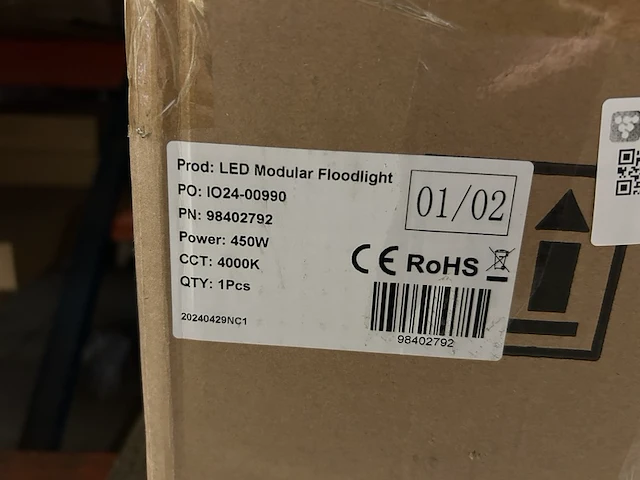 Prod: LED Modular Floodlight
PO: IO24-00990
PN: 98402792
Power: 450W
CCT: 4000K
QTY: 1Pcs
20240429NC1
01/02
CE RoHS
98402792